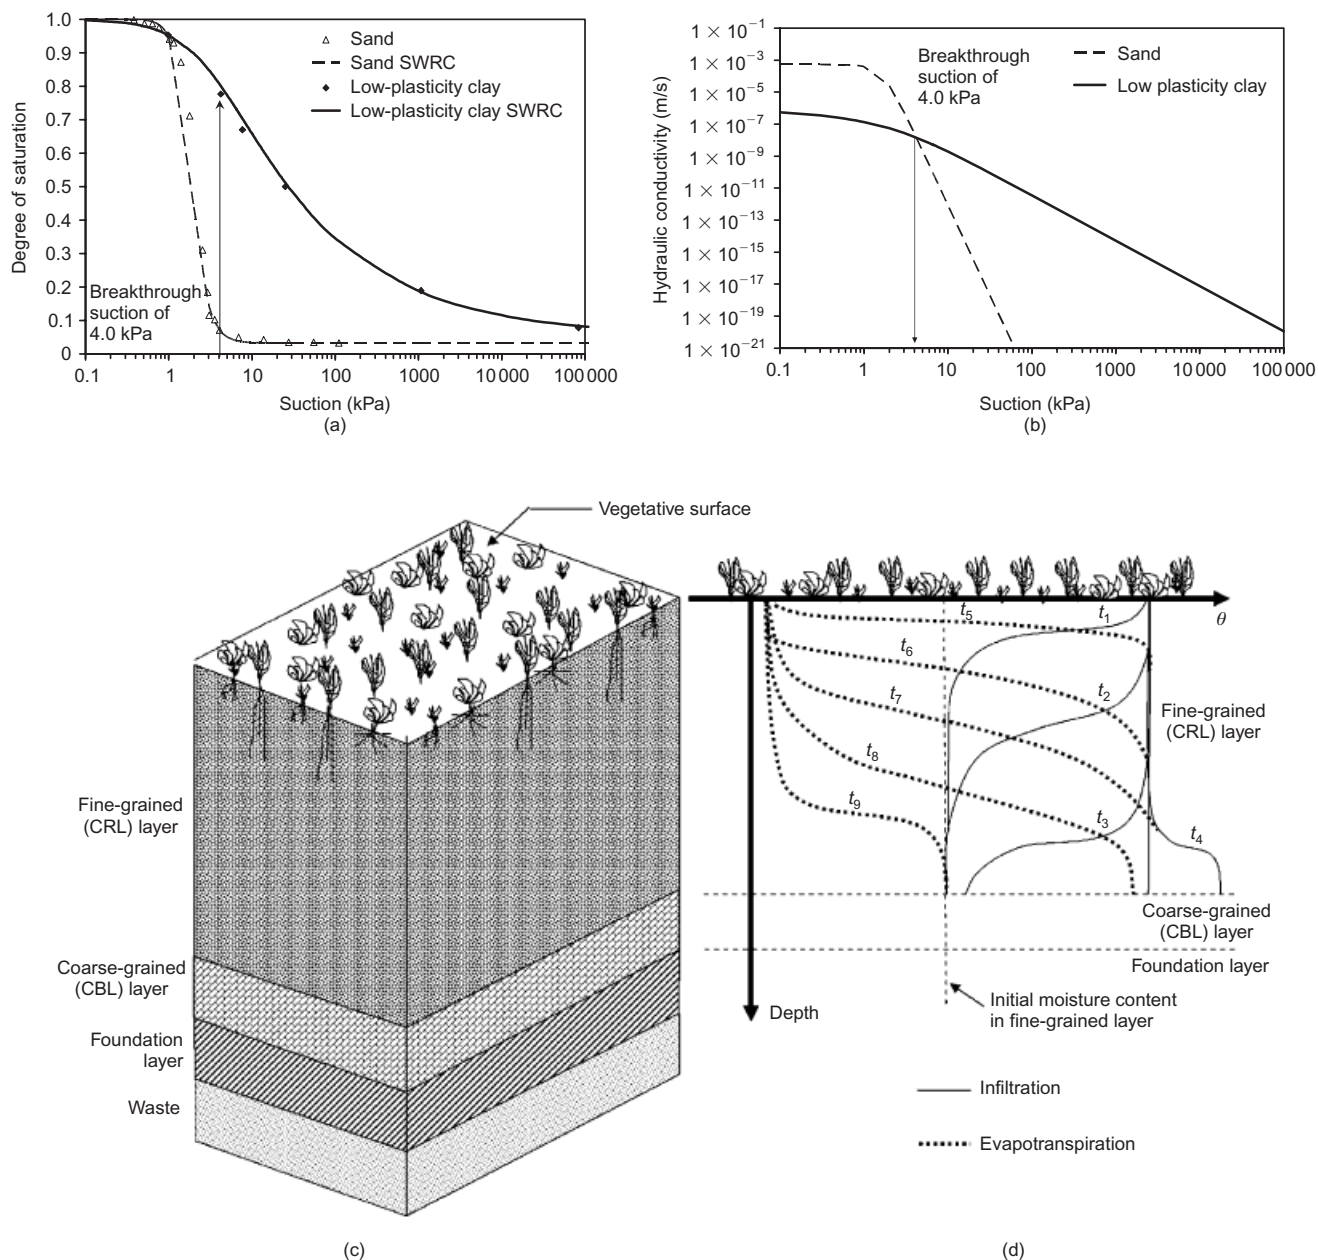 1.0
0.9
0.8
0.7
0.6
0.5
0.4
0.3
0.2
0.1
0
Degree of saturation
Sand
Sand SWRC
Low-plasticity clay
Low-plasticity clay SWRC
Breakthrough
suction of
4.0 kPa
0.1 1 10 100 1000 10 000 100 000
Suction (kPa)
(a)
1 × 10⁻¹
1 × 10⁻³
1 × 10⁻⁵
1 × 10⁻⁷
1 × 10⁻⁹
1 × 10⁻¹¹
1 × 10⁻¹³
1 × 10⁻¹⁵
1 × 10⁻¹⁷
1 × 10⁻¹⁹
1 × 10⁻²¹
Hydraulic conductivity (m/s)
Breakthrough
suction of
4.0 kPa
Sand
Low plasticity clay
0.1 1 10 100 1000 10 000 100 000
Suction (kPa)
(b)
Vegetative surface
Fine-grained
(CRL) layer
Coarse-grained
(CBL) layer
Foundation
layer
Waste
(c)
θ
t₅
t₁
t₆
t₂
t₇
t₈
t₉
t₃
t₄
Fine-grained
(CRL) layer
Coarse-grained
(CBL) layer
Foundation layer
Depth
Initial moisture content
in fine-grained layer
Infiltration
Evapotranspiration
(d)